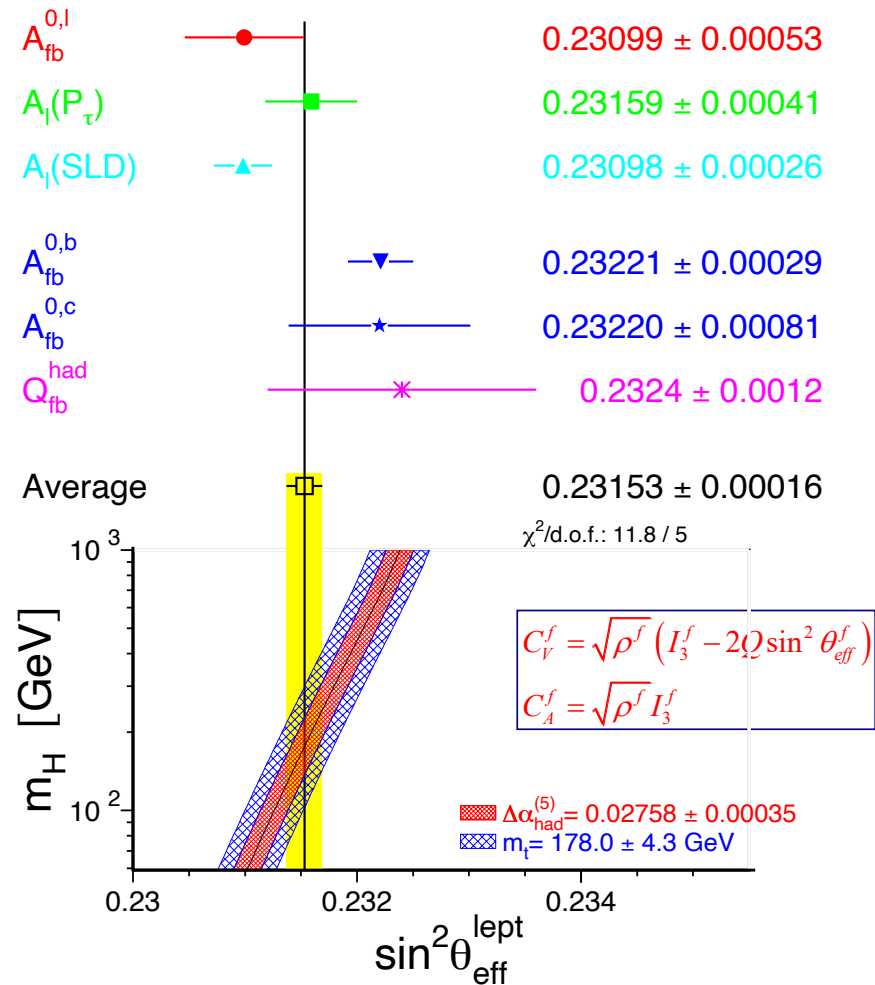 A_fb^0,l 0.23099 ± 0.00053
A_l(P_τ) 0.23159 ± 0.00041
A_l(SLD) 0.23098 ± 0.00026
A_fb^0,b 0.23221 ± 0.00029
A_fb^0,c 0.23220 ± 0.00081
Q_fb^had 0.2324 ± 0.0012
Average 0.23153 ± 0.00016
χ²/d.o.f.: 11.8 / 5
10³
C_V^f = √ρ^f (I_3^f − 2Q sin² θ_eff^f)
C_A^f = √ρ^f I_3^f
m_H [GeV]
10²
Δα_had^(5)= 0.02758 ± 0.00035
m_t= 178.0 ± 4.3 GeV
0.23 0.232 0.234
sin²θ_eff^lept